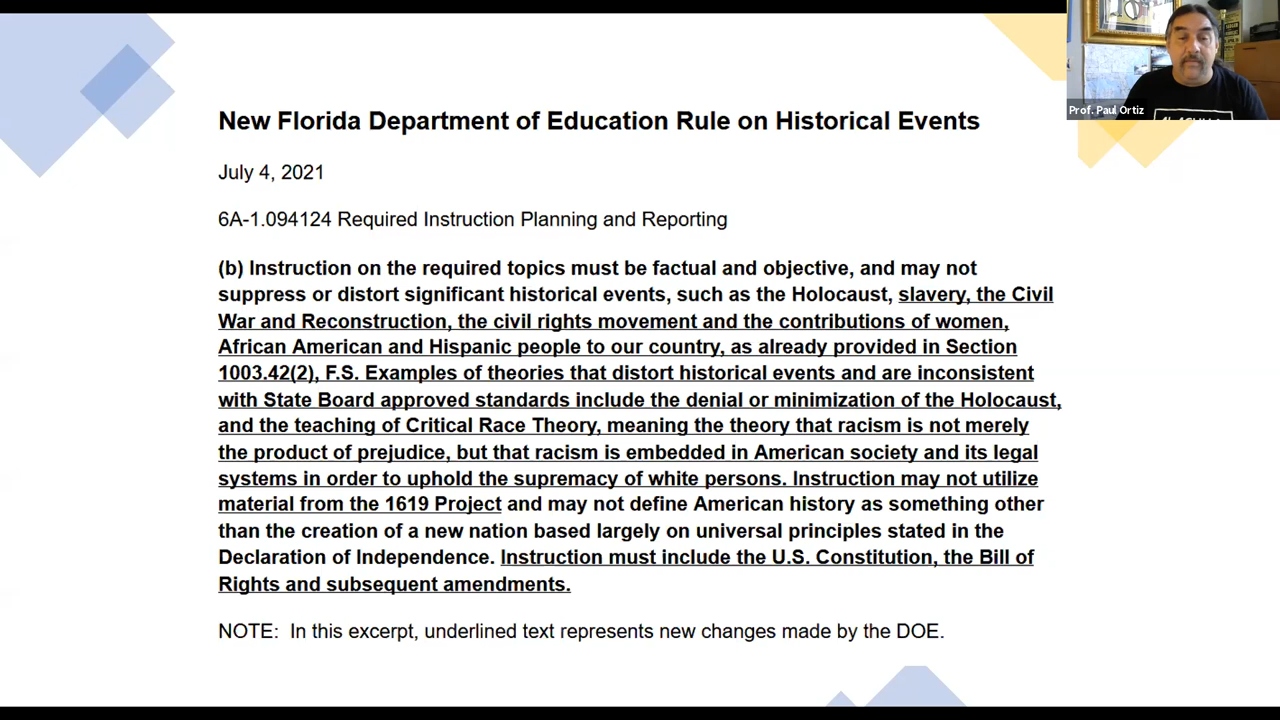 New Florida Department of Education Rule on Historical Events
July 4, 2021
6A-1.094124 Required Instruction Planning and Reporting
(b) Instruction on the required topics must be factual and objective, and may not
suppress or distort significant historical events, such as the Holocaust, slavery, the Civil
War and Reconstruction, the civil rights movement and the contributions of women,
African American and Hispanic people to our country, as already provided in Section
1003.42(2), F.S. Examples of theories that distort historical events and are inconsistent
with State Board approved standards include the denial or minimization of the Holocaust,
and the teaching of Critical Race Theory, meaning the theory that racism is not merely
the product of prejudice, but that racism is embedded in American society and its legal
systems in order to uphold the supremacy of white persons. Instruction may not utilize
material from the 1619 Project and may not define American history as something other
than the creation of a new nation based largely on universal principles stated in the
Declaration of Independence. Instruction must include the U.S. Constitution, the Bill of
Rights and subsequent amendments.
NOTE: In this excerpt, underlined text represents new changes made by the DOE.
Prof. Paul Ortiz